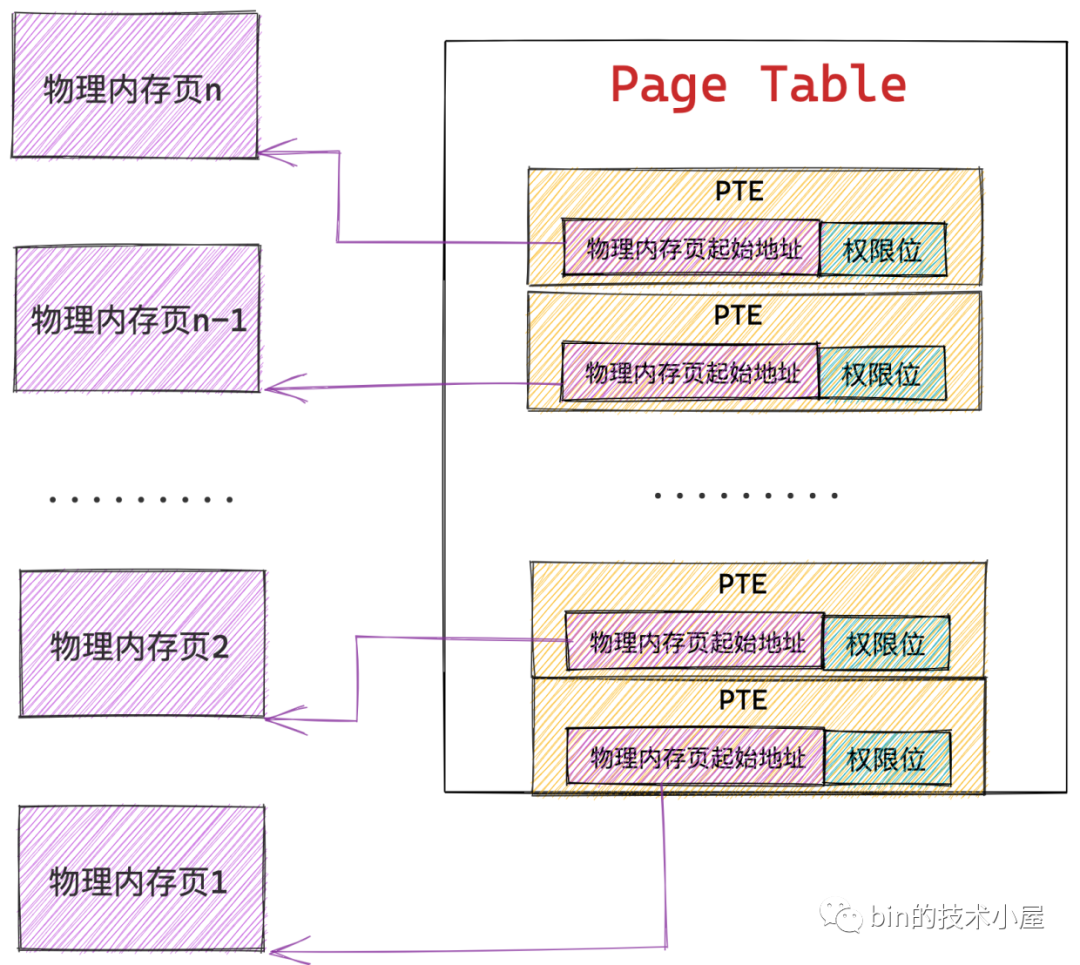 物理内存页n
Page Table
PTE
物理内存页起始地址 权限位
物理内存页n-1
PTE
物理内存页起始地址 权限位
·········
·········
物理内存页2
PTE
物理内存页起始地址 权限位
PTE
物理内存页起始地址 权限位
物理内存页1
bin的技术小屋